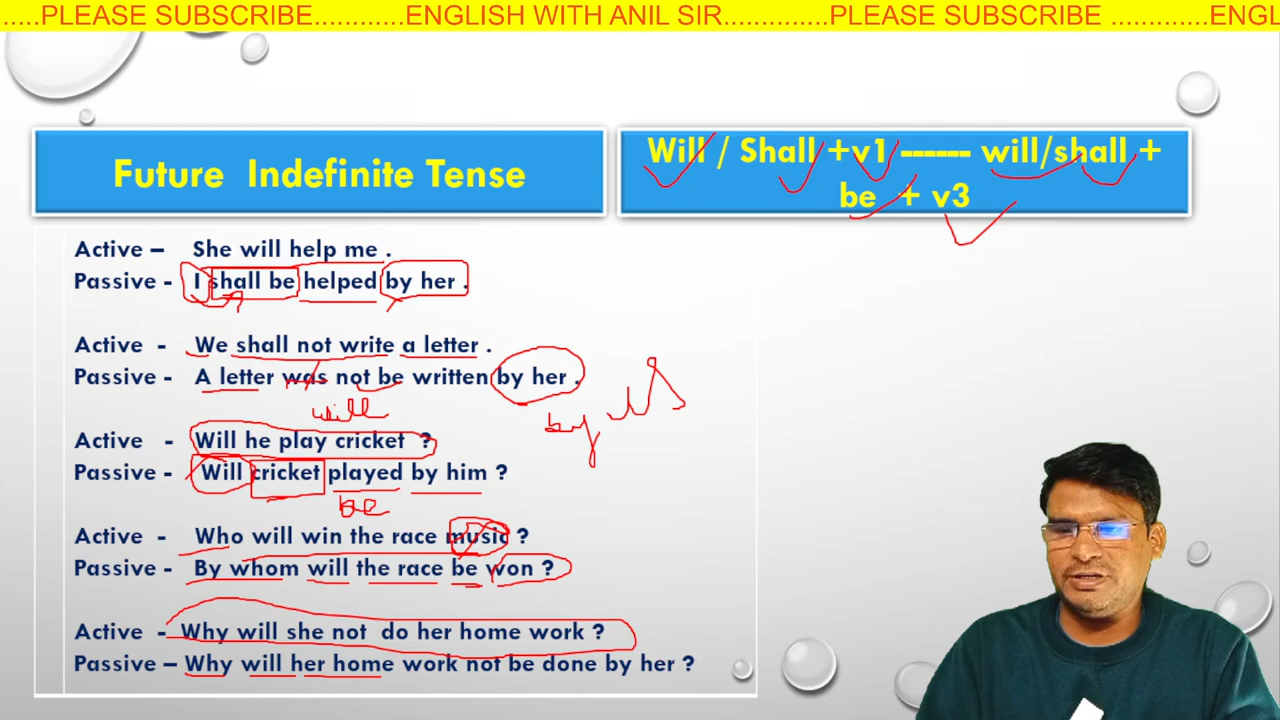 .....PLEASE SUBSCRIBE............ENGLISH WITH ANIL SIR.....…........PLEASE SUBSCRIBE .............ENGL
Future Indefinite Tense
Will / Shall +v1 ------ will/shall +
be + v3
Active – She will help me .
Passive - I shall be helped by her .
Active - We shall not write a letter .
Passive - A letter was not be written by her .
will
by us
Active - Will he play cricket ?
Passive - Will cricket played by him ?
be
Active - Who will win the race music ?
Passive - By whom will the race be won ?
Active - Why will she not do her home work ?
Passive – Why will her home work not be done by her ?